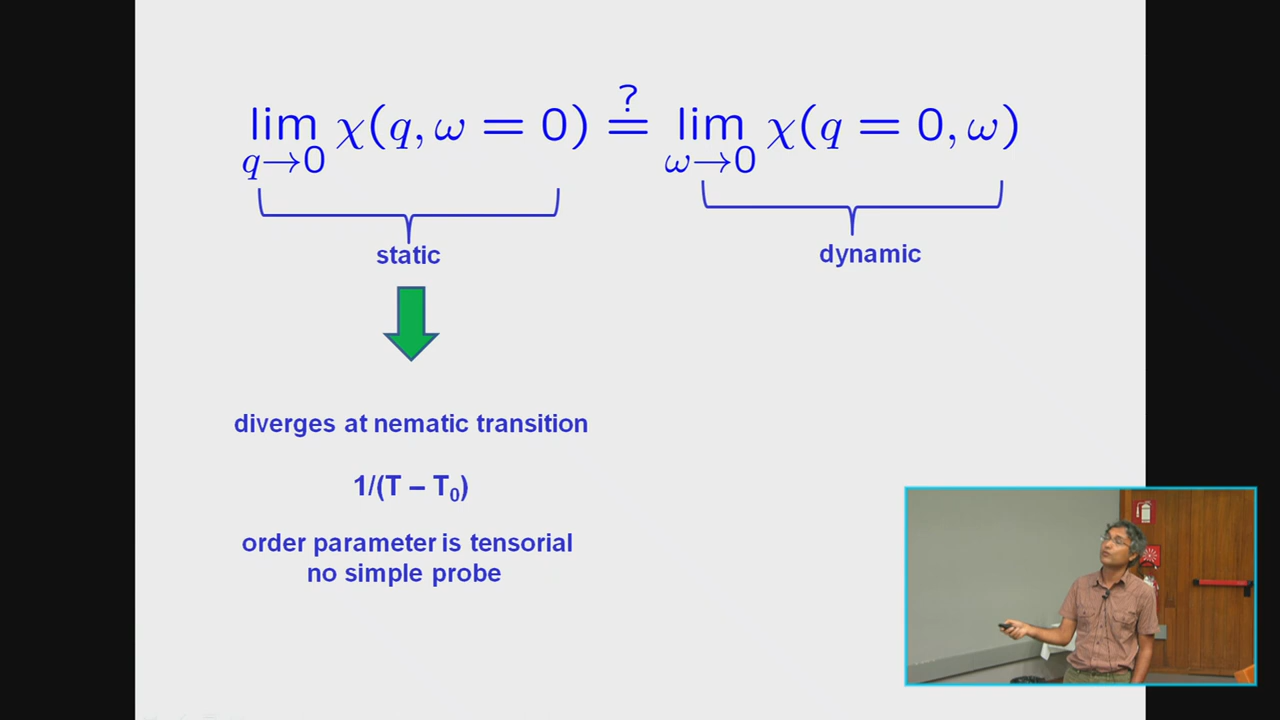 lim q→0 χ(q, ω = 0) ?= lim ω→0 χ(q = 0, ω)
static
dynamic
diverges at nematic transition
1/(T – T₀)
order parameter is tensorial
no simple probe